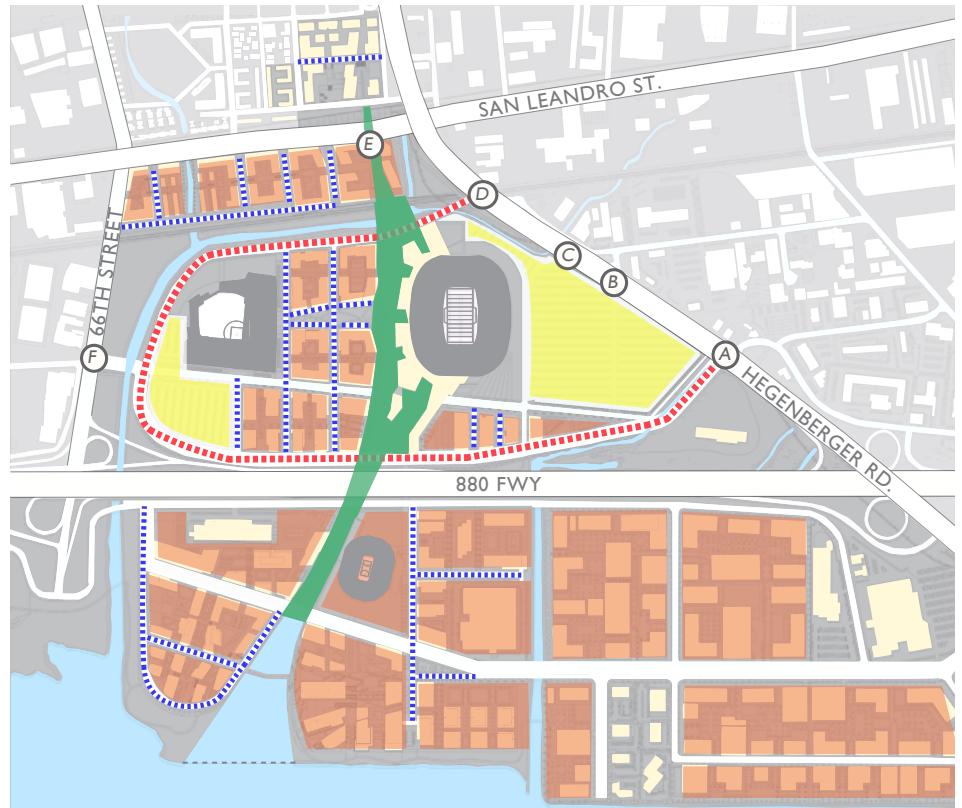 SAN LEANDRO ST.
E
D
66TH STREET
C
B
F
A
HEGENBERGER RD.
880 FWY